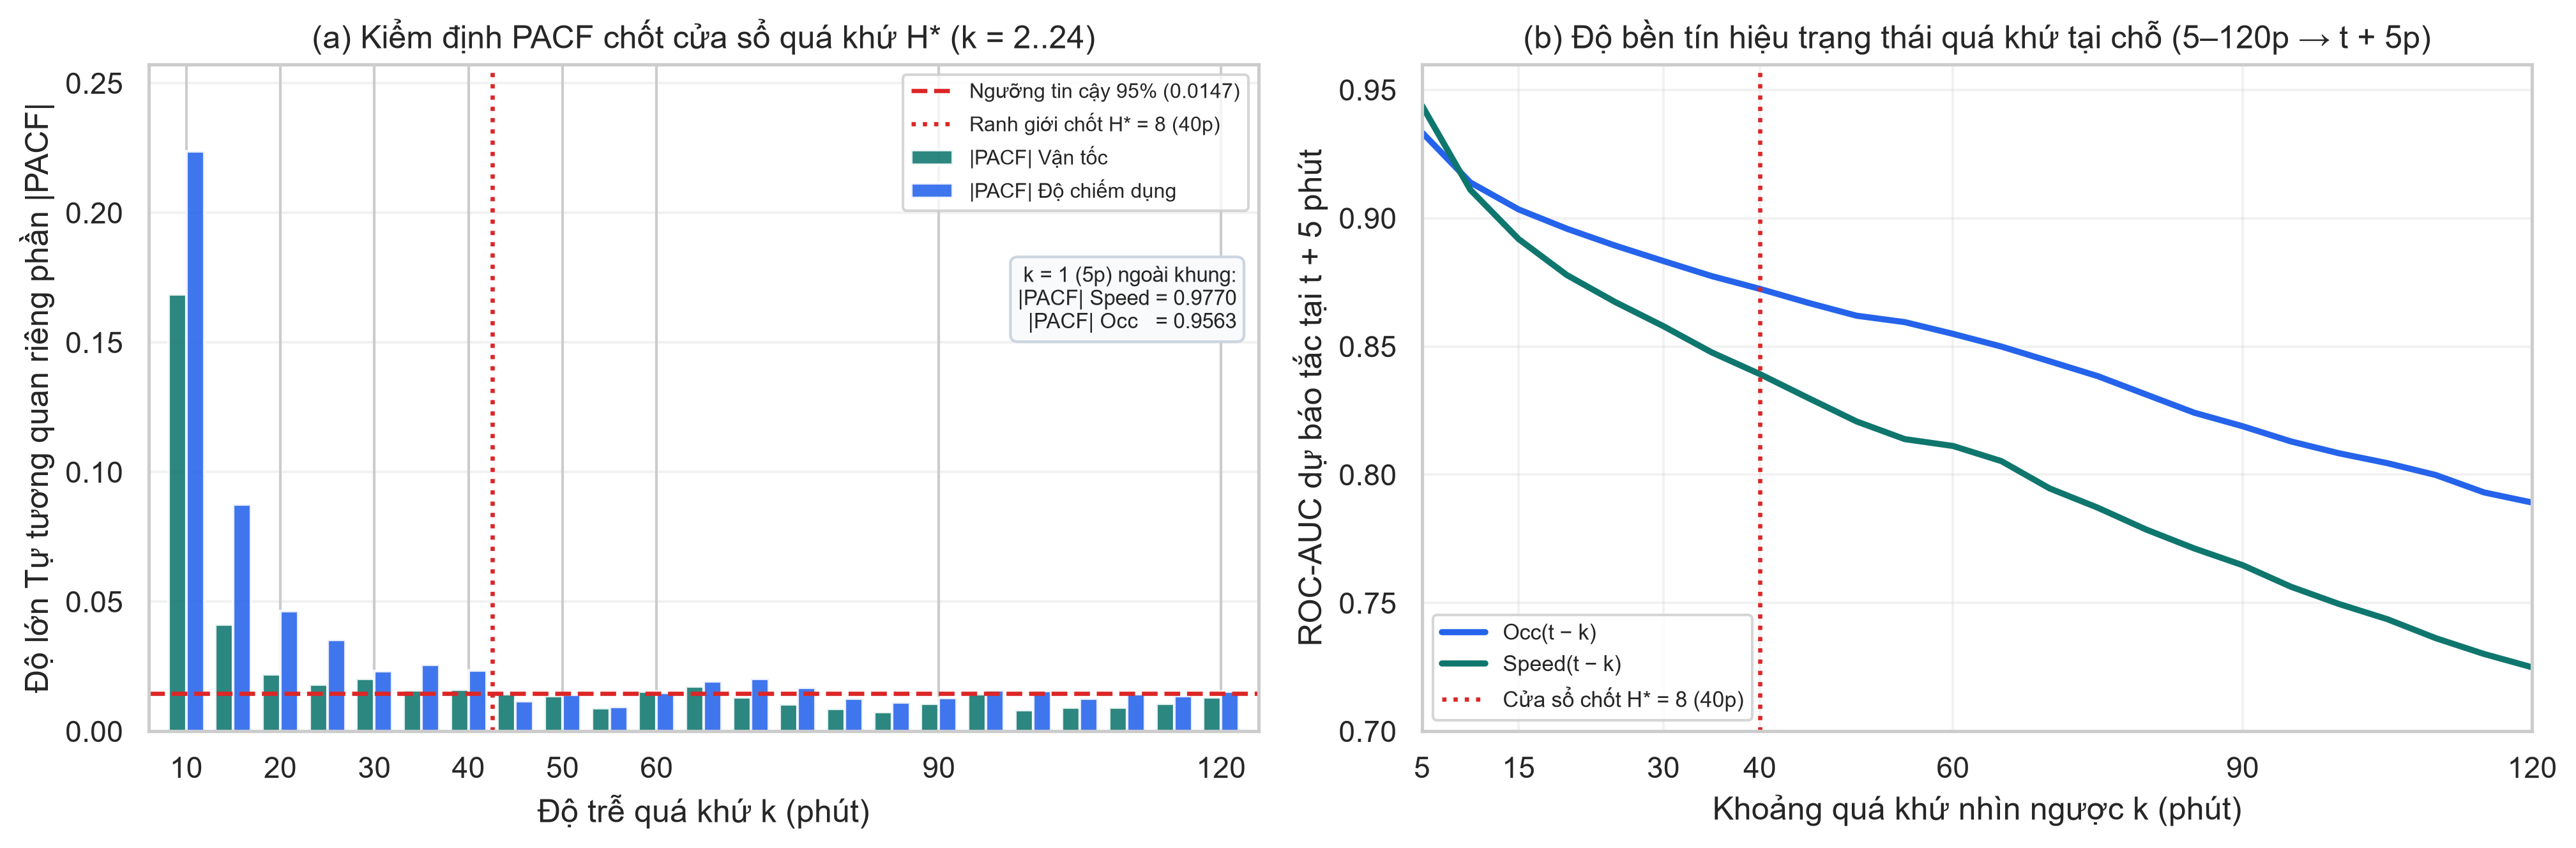 (a) Kiểm định PACF chốt cửa sổ quá khứ H* (k = 2..24)
Độ lớn Tự tương quan riêng phần |PACF|
0.25
0.20
0.15
0.10
0.05
0.00
Ngưỡng tin cậy 95% (0.0147)
Ranh giới chốt H* = 8 (40p)
|PACF| Vận tốc
|PACF| Độ chiếm dụng
k = 1 (5p) ngoài khung:
|PACF| Speed = 0.9770
|PACF| Occ = 0.9563
10 20 30 40 50 60 90 120
Độ trễ quá khứ k (phút)
(b) Độ bền tín hiệu trạng thái quá khứ tại chỗ (5–120p → t + 5p)
ROC-AUC dự báo tắc tại t + 5 phút
0.95
0.90
0.85
0.80
0.75
0.70
Occ(t − k)
Speed(t − k)
Cửa sổ chốt H* = 8 (40p)
5 15 30 40 60 90 120
Khoảng quá khứ nhìn ngược k (phút)